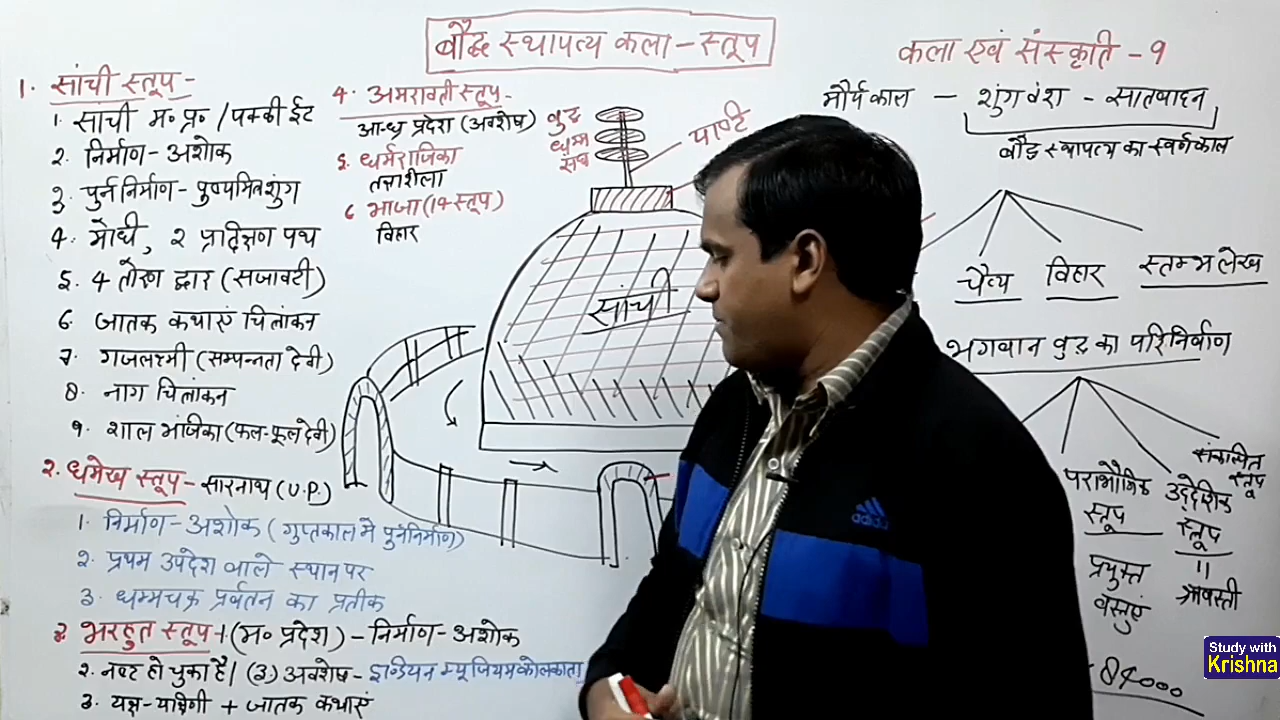 बौद्ध स्थापत्य कला - स्तूप
कला एवं संस्कृति - 9
1. सांची स्तूप -
1. सांची म॰ प्र॰ / पक्की ईट
2. निर्माण - अशोक
3. पुर्ननिर्माण - पुष्यमित्र शुंग
4. मेधी, 2 प्रदक्षिण पथ
5. 4 तोरण द्वार (सजावटी)
6. जातक कथाएं चित्रांकन
7. गजलक्ष्मी (सम्पन्नता देवी)
8. नाग चित्रांकन
9. शाल भंजिका (फल-फूल देवी)
2. धमेख स्तूप - सारनाथ (U.P.)
1. निर्माण - अशोक (गुप्तकाल मे पुर्ननिर्माण)
2. प्रथम उपदेश वाले स्थान पर
3. धम्मचक्र प्रर्वतन का प्रतीक
3. भरहुत स्तूप + (म॰ प्रदेश) - निर्माण - अशोक
2. नष्ट हो चुका है / (3) अवशेष - इण्डियन म्यूजियम कोलकाता
3. यक्ष - यक्षिणी + जातक कथाएं
4. अमरावती स्तूप -
आन्ध्र प्रदेश (अवशेष)
5. धर्मराजिका
तक्षशिला
6. भाजा (14 स्तूप)
विहार
बुद्ध
धम्म
संघ
सांची
मौर्य काल - शुंग वंश - सातवाहन
बौद्ध स्थापत्य का स्वर्णकाल
चैत्य विहार स्तम्भ लेख
भगवान बुद्ध का परिनिर्वाण
पराभौजिक
स्तूप
प्रयुक्त
वस्तुएं
उद्देशिक
स्तूप
=
श्रावस्ती
स्तूप
84000
adidas
Study with
Krishna